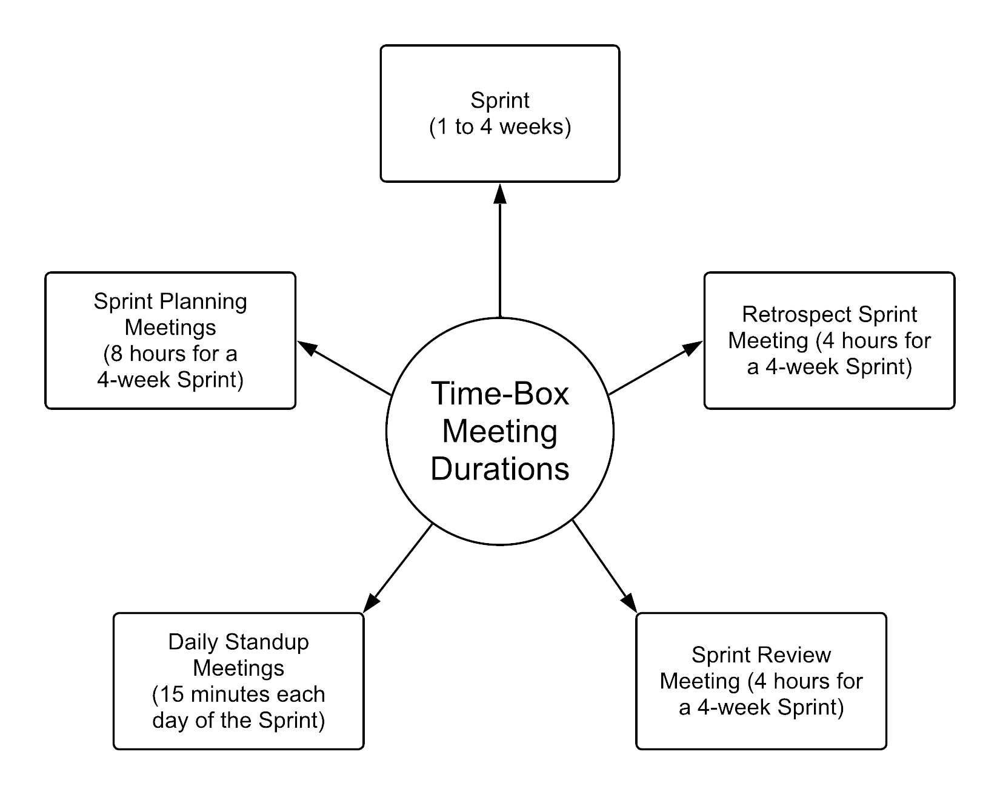 Sprint
(1 to 4 weeks)
Sprint Planning
Meetings
(8 hours for a
4-week Sprint)
Retrospect Sprint
Meeting (4 hours for
a 4-week Sprint)
Time-Box
Meeting
Durations
Daily Standup
Meetings
(15 minutes each
day of the Sprint)
Sprint Review
Meeting (4 hours for
a 4-week Sprint)